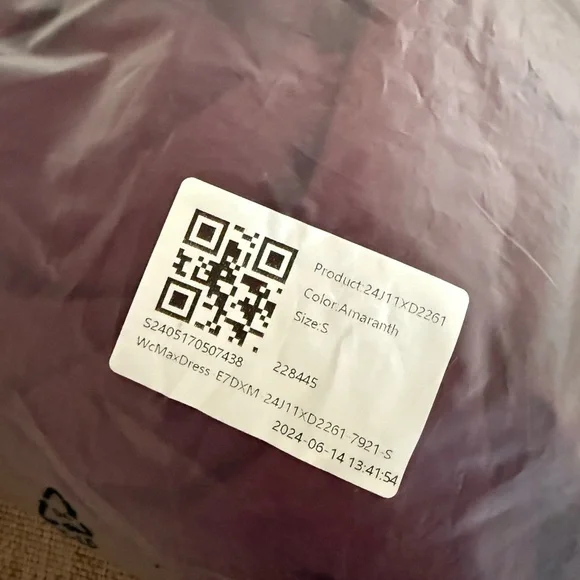 Product:24J11XD2261
Color:Amaranth
Size:S
S2405170507438 228445
WcMaxDress E7DXM-24J11XD2261-7921-S
2024-06-14 13:41:54